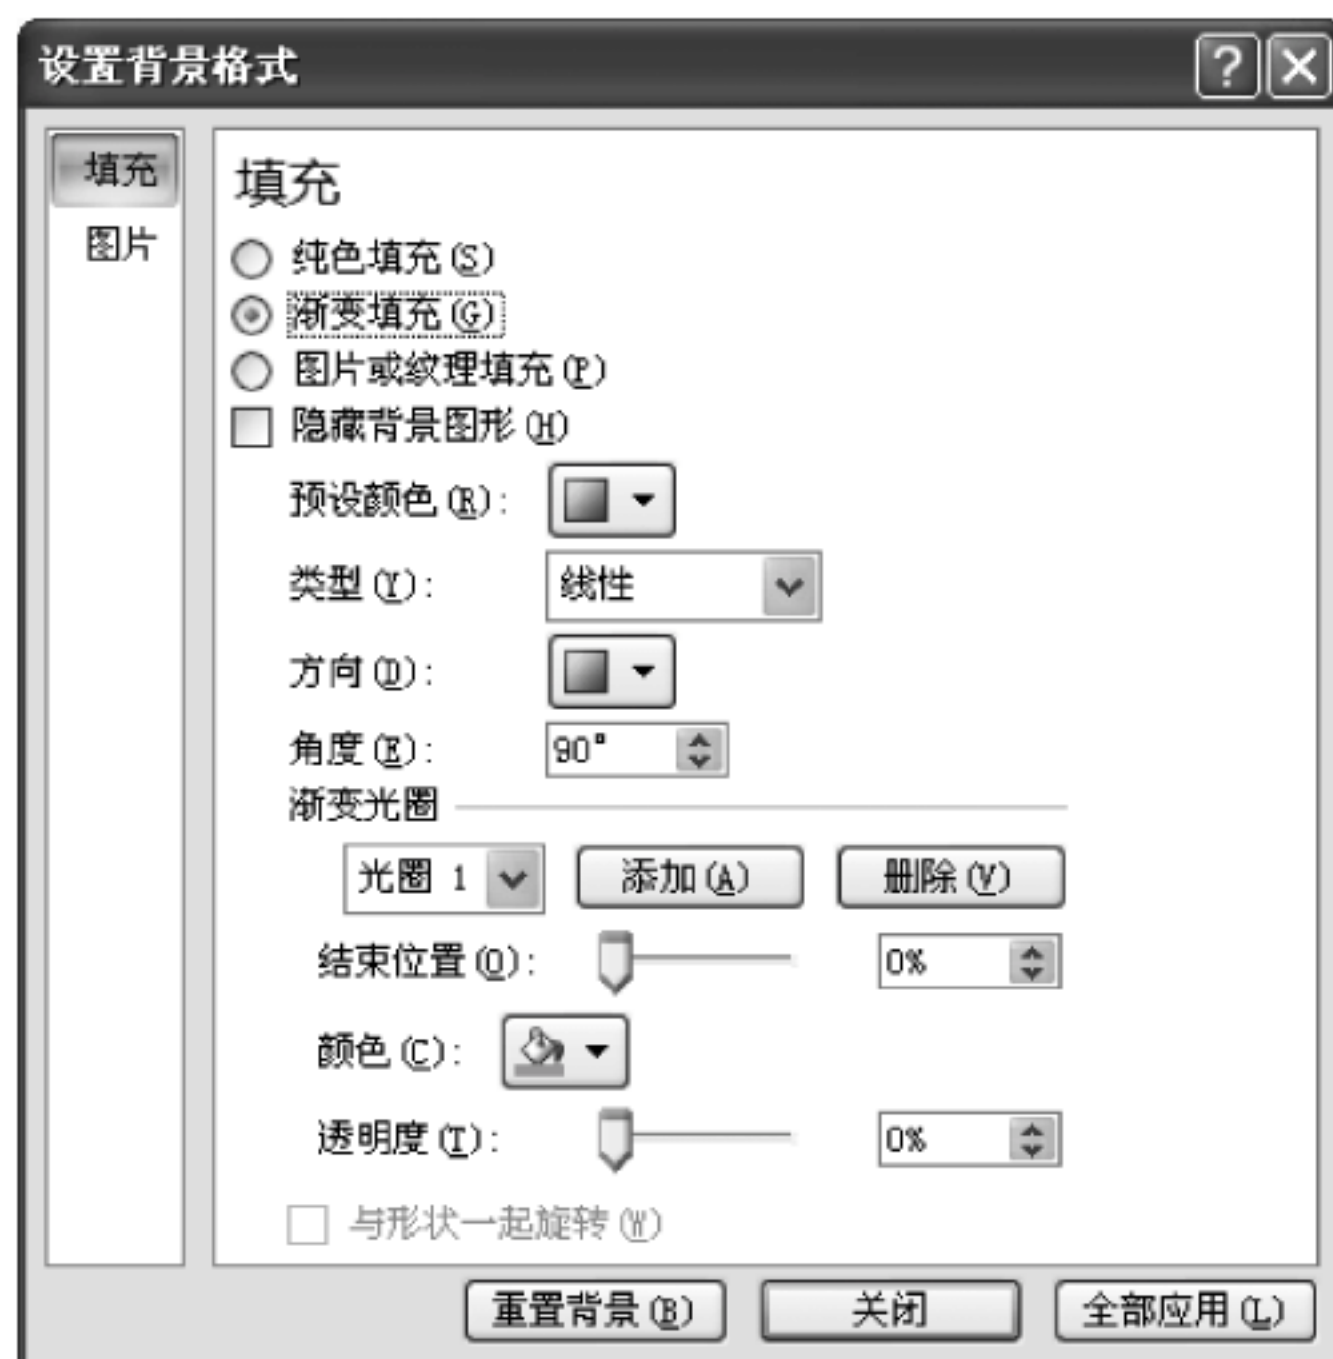 设置背景格式
填充
图片
填充
纯色填充(S)
渐变填充(G)
图片或纹理填充(P)
隐藏背景图形(H)
预设颜色(R):
类型(Y): 线性
方向(D):
角度(E): 90°
渐变光圈
光圈 1 添加(A) 删除(V)
结束位置(O): 0%
颜色(C):
透明度(T): 0%
与形状一起旋转(W)
重置背景(B) 关闭 全部应用(L)